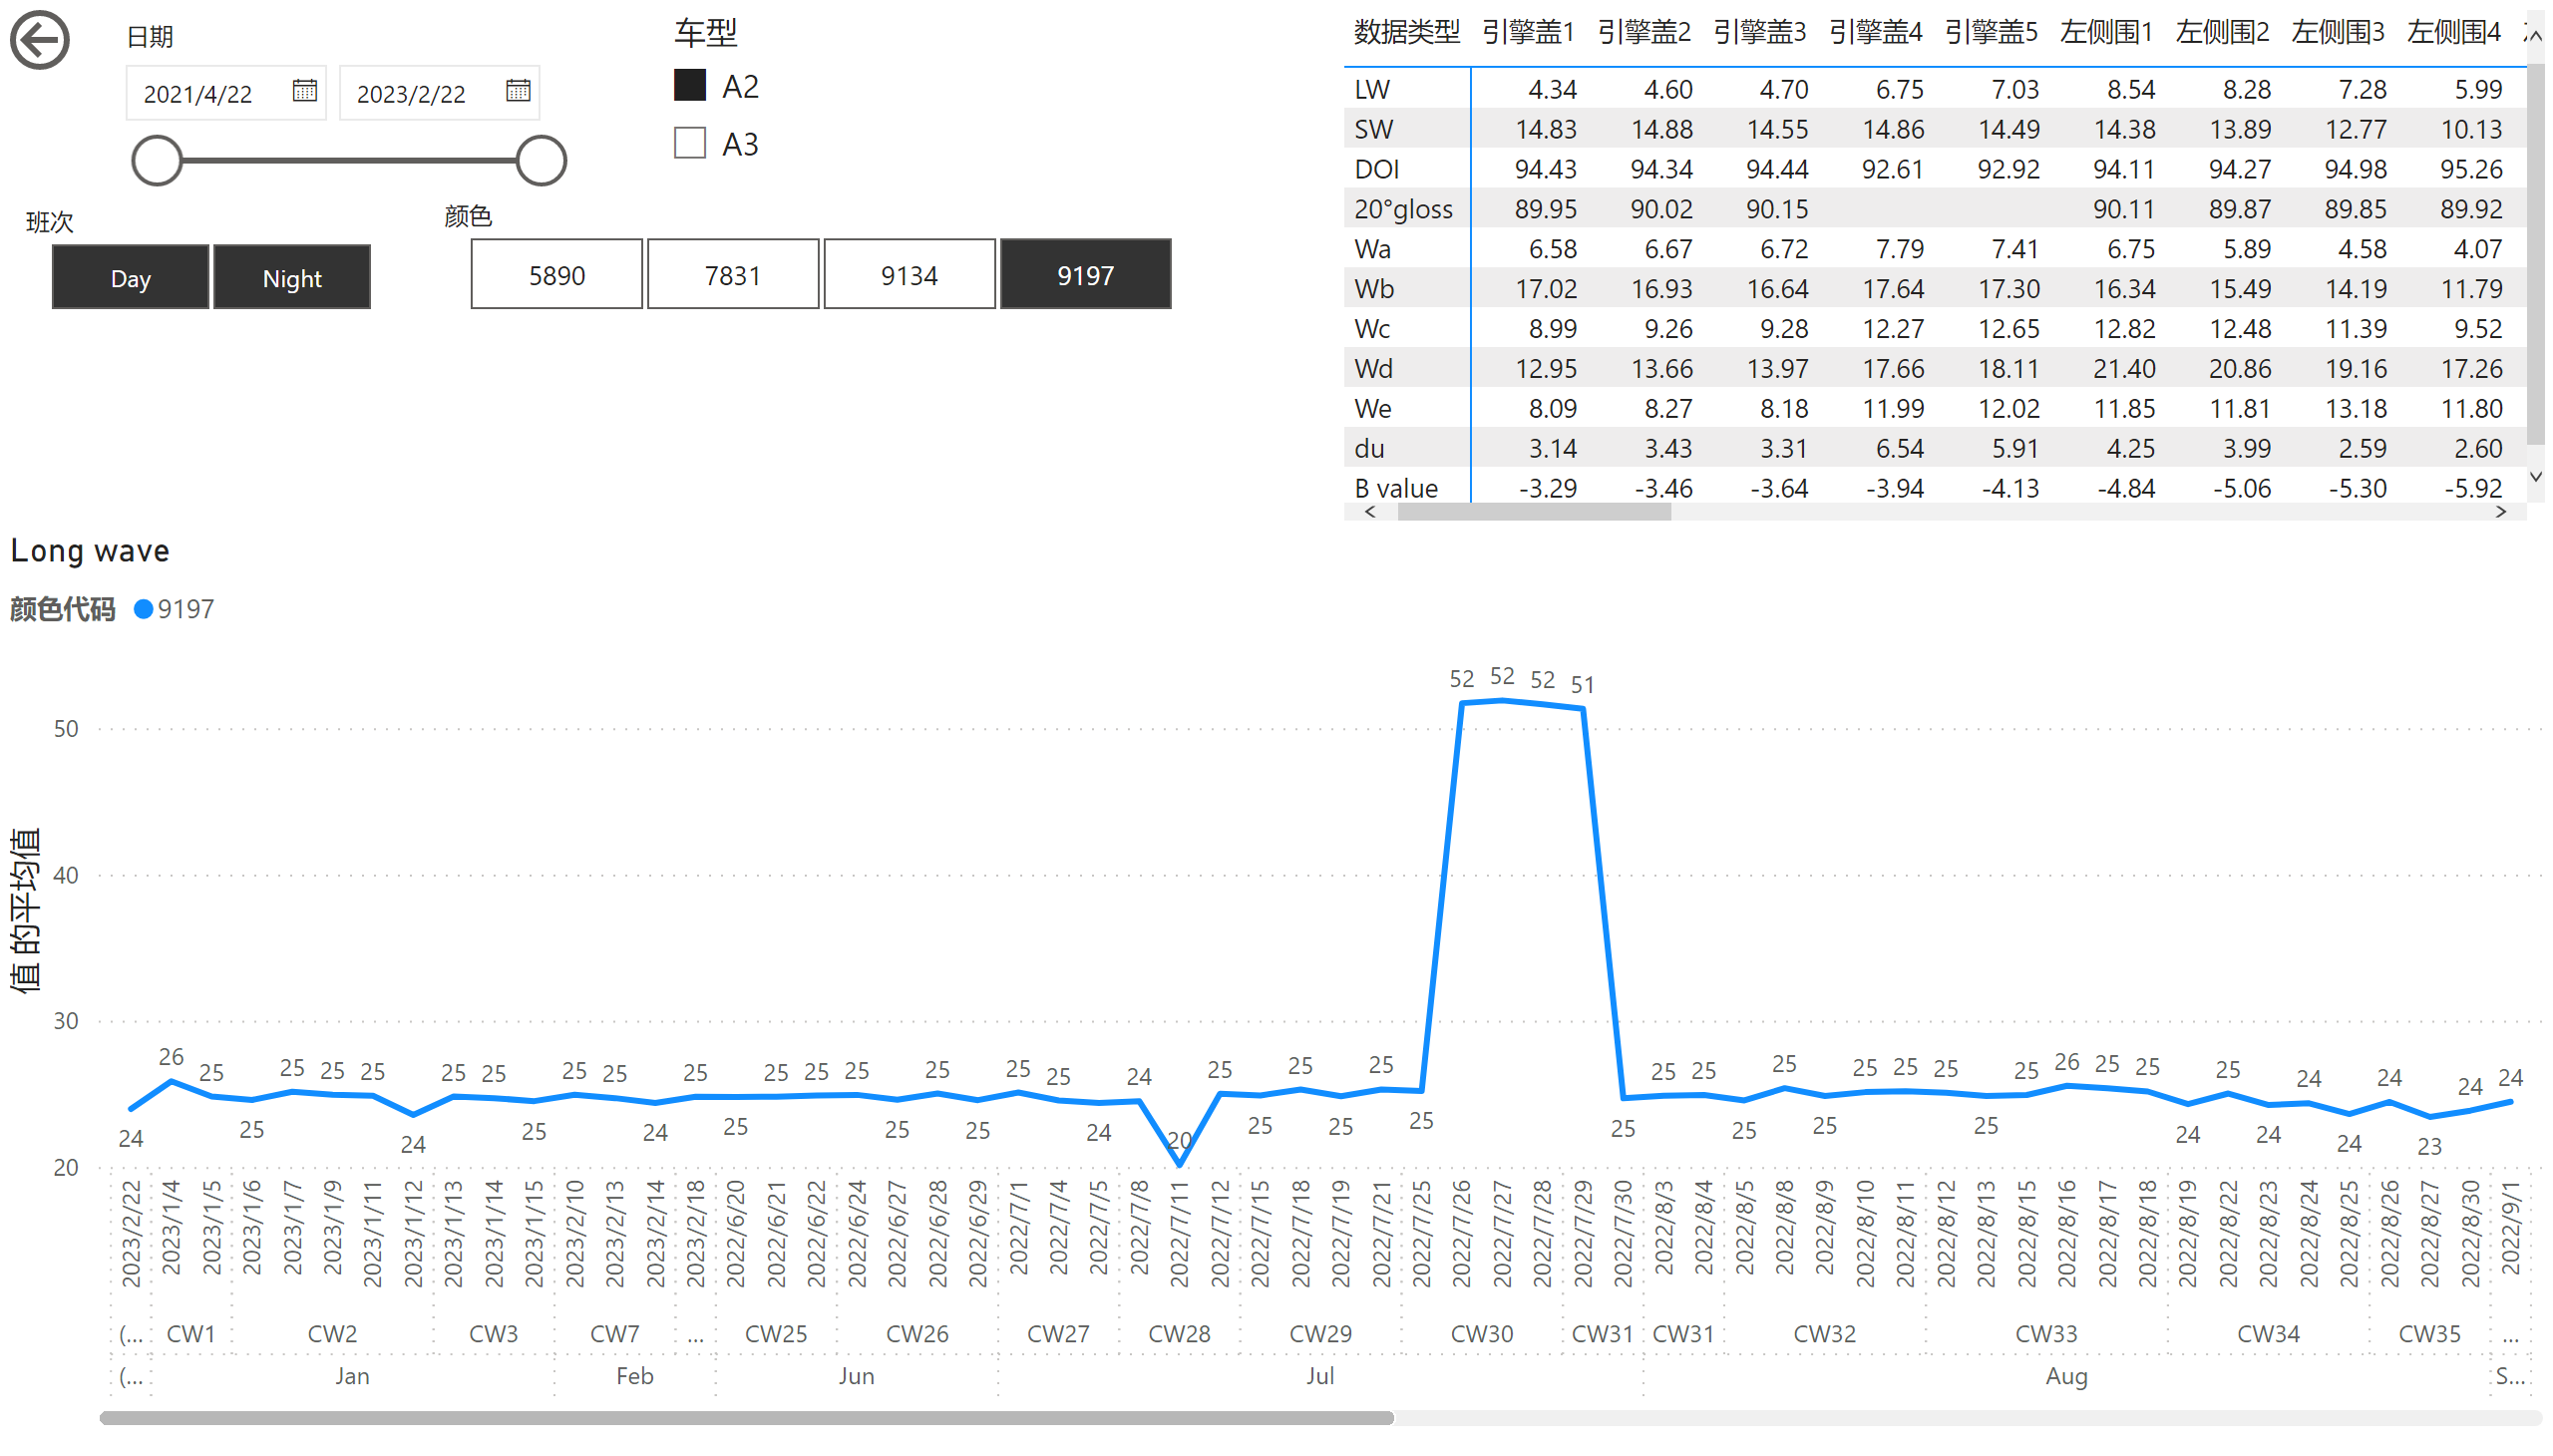 日期
2021/4/22 2023/2/22
车型
A2
A3
班次
Day Night
颜色
5890 7831 9134 9197
数据类型 引擎盖1 引擎盖2 引擎盖3 引擎盖4 引擎盖5 左侧围1 左侧围2 左侧围3 左侧围4
LW 4.34 4.60 4.70 6.75 7.03 8.54 8.28 7.28 5.99
SW 14.83 14.88 14.55 14.86 14.49 14.38 13.89 12.77 10.13
DOI 94.43 94.34 94.44 92.61 92.92 94.11 94.27 94.98 95.26
20°gloss 89.95 90.02 90.15 90.11 89.87 89.85 89.92
Wa 6.58 6.67 6.72 7.79 7.41 6.75 5.89 4.58 4.07
Wb 17.02 16.93 16.64 17.64 17.30 16.34 15.49 14.19 11.79
Wc 8.99 9.26 9.28 12.27 12.65 12.82 12.48 11.39 9.52
Wd 12.95 13.66 13.97 17.66 18.11 21.40 20.86 19.16 17.26
We 8.09 8.27 8.18 11.99 12.02 11.85 11.81 13.18 11.80
du 3.14 3.43 3.31 6.54 5.91 4.25 3.99 2.59 2.60
B value -3.29 -3.46 -3.64 -3.94 -4.13 -4.84 -5.06 -5.30 -5.92
Long wave
颜色代码 9197
值 的平均值
50
40
30
20
24 26 25 25 25 25 25 24 25 25 25 25 25 24 25 25 25 25 25 25 25 25 25 25 24 24 20 25 25 25 25 25 25 52 52 52 51 25 25 25 25 25 25 25 25 25 25 25 26 25 25 24 25 24 24 24 24 23 24 24
2023/2/22 2023/1/4 2023/1/5 2023/1/6 2023/1/7 2023/1/9 2023/1/11 2023/1/12 2023/1/13 2023/1/14 2023/1/15 2023/2/10 2023/2/13 2023/2/14 2023/2/18 2022/6/20 2022/6/21 2022/6/22 2022/6/24 2022/6/27 2022/6/28 2022/6/29 2022/7/1 2022/7/4 2022/7/5 2022/7/8 2022/7/11 2022/7/12 2022/7/15 2022/7/18 2022/7/19 2022/7/21 2022/7/25 2022/7/26 2022/7/27 2022/7/28 2022/7/29 2022/7/30 2022/8/3 2022/8/4 2022/8/5 2022/8/8 2022/8/9 2022/8/10 2022/8/11 2022/8/12 2022/8/13 2022/8/15 2022/8/16 2022/8/17 2022/8/18 2022/8/19 2022/8/22 2022/8/23 2022/8/24 2022/8/25 2022/8/26 2022/8/27 2022/8/30 2022/9/1
(... CW1 CW2 CW3 CW7 ... CW25 CW26 CW27 CW28 CW29 CW30 CW31 CW31 CW32 CW33 CW34 CW35 ...
(... Jan Feb Jun Jul Aug S...